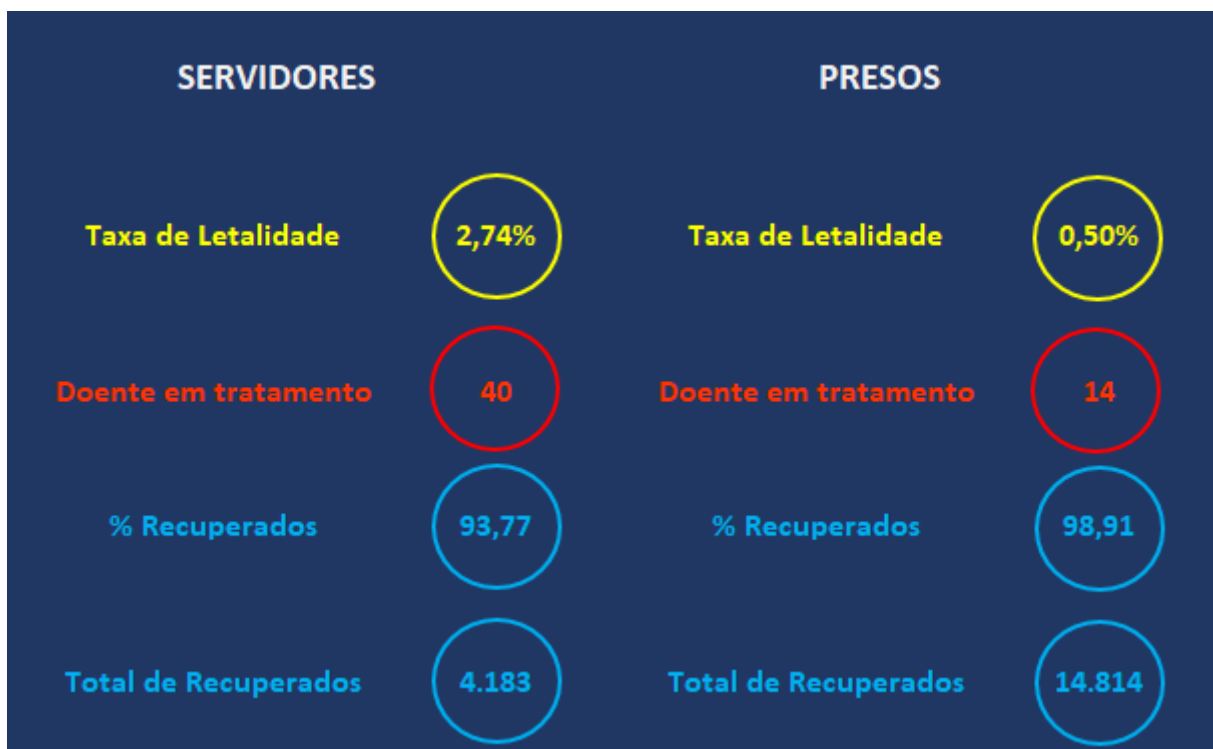 SERVIDORES
PRESOS
Taxa de Letalidade
2,74%
Taxa de Letalidade
0,50%
Doente em tratamento
40
Doente em tratamento
14
% Recuperados
93,77
% Recuperados
98,91
Total de Recuperados
4.183
Total de Recuperados
14.814